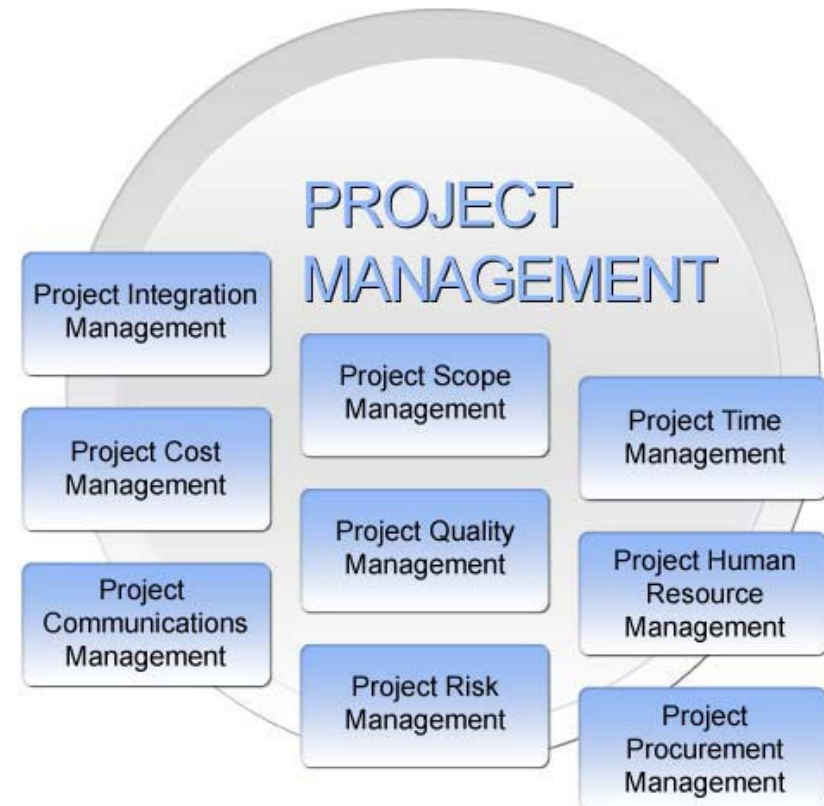 PROJECT
MANAGEMENT
Project Integration
Management
Project Scope
Management
Project Time
Management
Project Cost
Management
Project Quality
Management
Project Human
Resource
Management
Project
Communications
Management
Project Risk
Management
Project
Procurement
Management